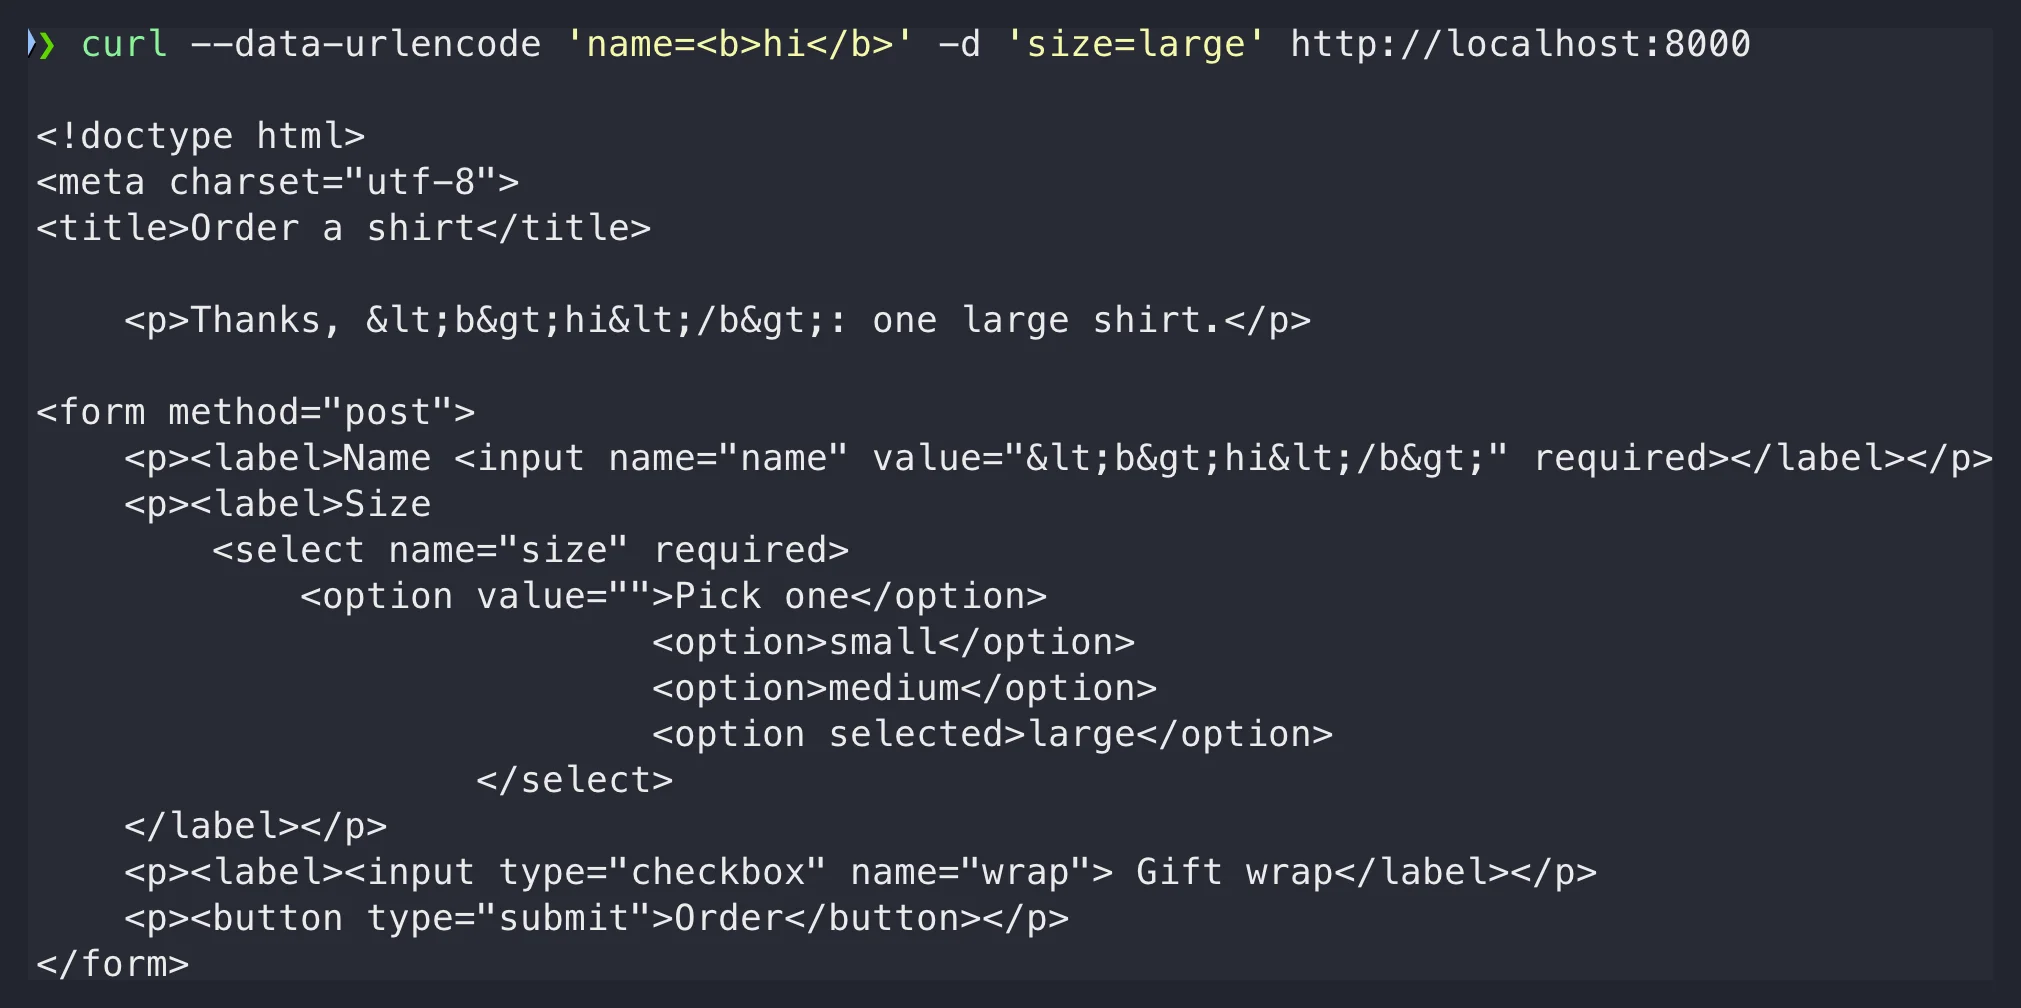 ❯ curl --data-urlencode 'name=<b>hi</b>' -d 'size=large' http://localhost:8000

<!doctype html>
<meta charset="utf-8">
<title>Order a shirt</title>

    <p>Thanks, &lt;b&gt;hi&lt;/b&gt;: one large shirt.</p>

<form method="post">
    <p><label>Name <input name="name" value="&lt;b&gt;hi&lt;/b&gt;" required></label></p>
    <p><label>Size
        <select name="size" required>
            <option value="">Pick one</option>
                            <option>small</option>
                            <option>medium</option>
                            <option selected>large</option>
                    </select>
    </label></p>
    <p><label><input type="checkbox" name="wrap"> Gift wrap</label></p>
    <p><button type="submit">Order</button></p>
</form>